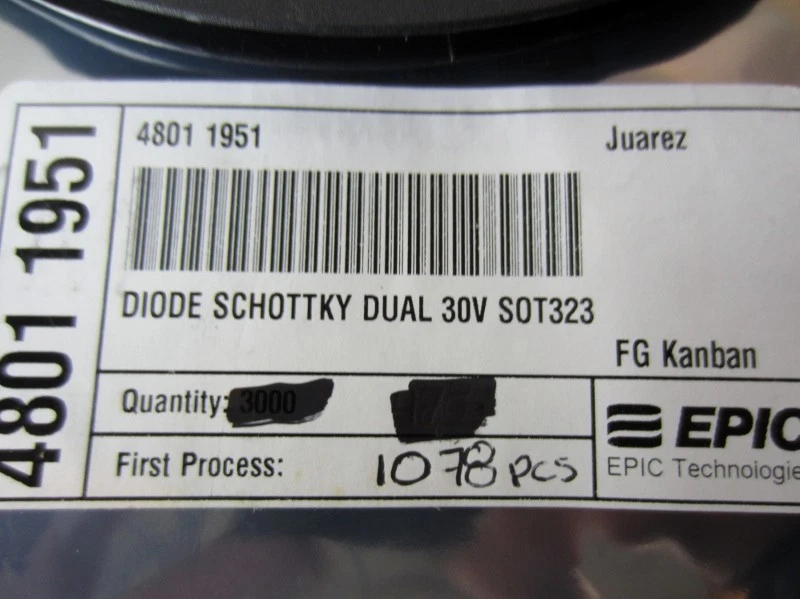 4801 1951
4801 1951
Juarez
DIODE SCHOTTKY DUAL 30V SOT323
FG Kanban
Quantity: 3000
First Process:
1078 pcs
EPIC
EPIC Technologie